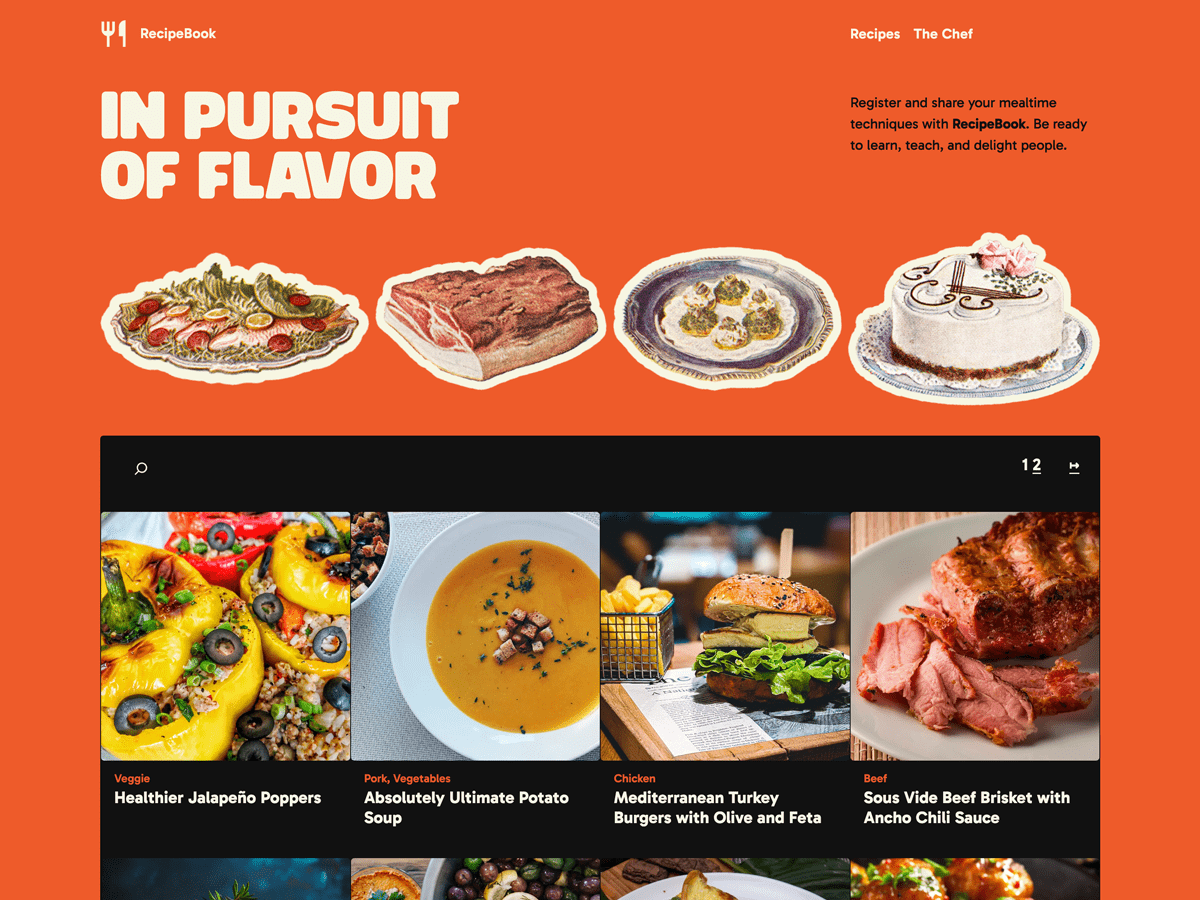 RecipeBook
Recipes The Chef
IN PURSUIT
OF FLAVOR
Register and share your mealtime
techniques with RecipeBook. Be ready
to learn, teach, and delight people.
1 2
Veggie
Healthier Jalapeño Poppers
Pork, Vegetables
Absolutely Ultimate Potato
Soup
Chicken
Mediterranean Turkey
Burgers with Olive and Feta
Beef
Sous Vide Beef Brisket with
Ancho Chili Sauce